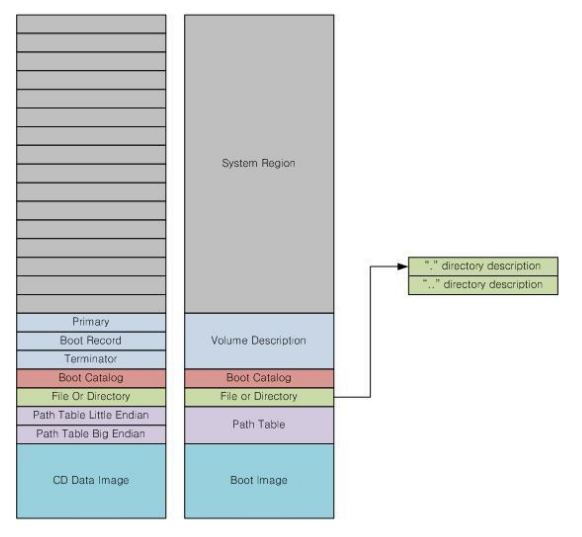 System Region
"." directory description
".." directory description
Primary
Boot Record
Terminator
Volume Description
Boot Catalog
Boot Catalog
File Or Directory
File or Directory
Path Table Little Endian
Path Table Big Endian
Path Table
CD Data Image
Boot Image